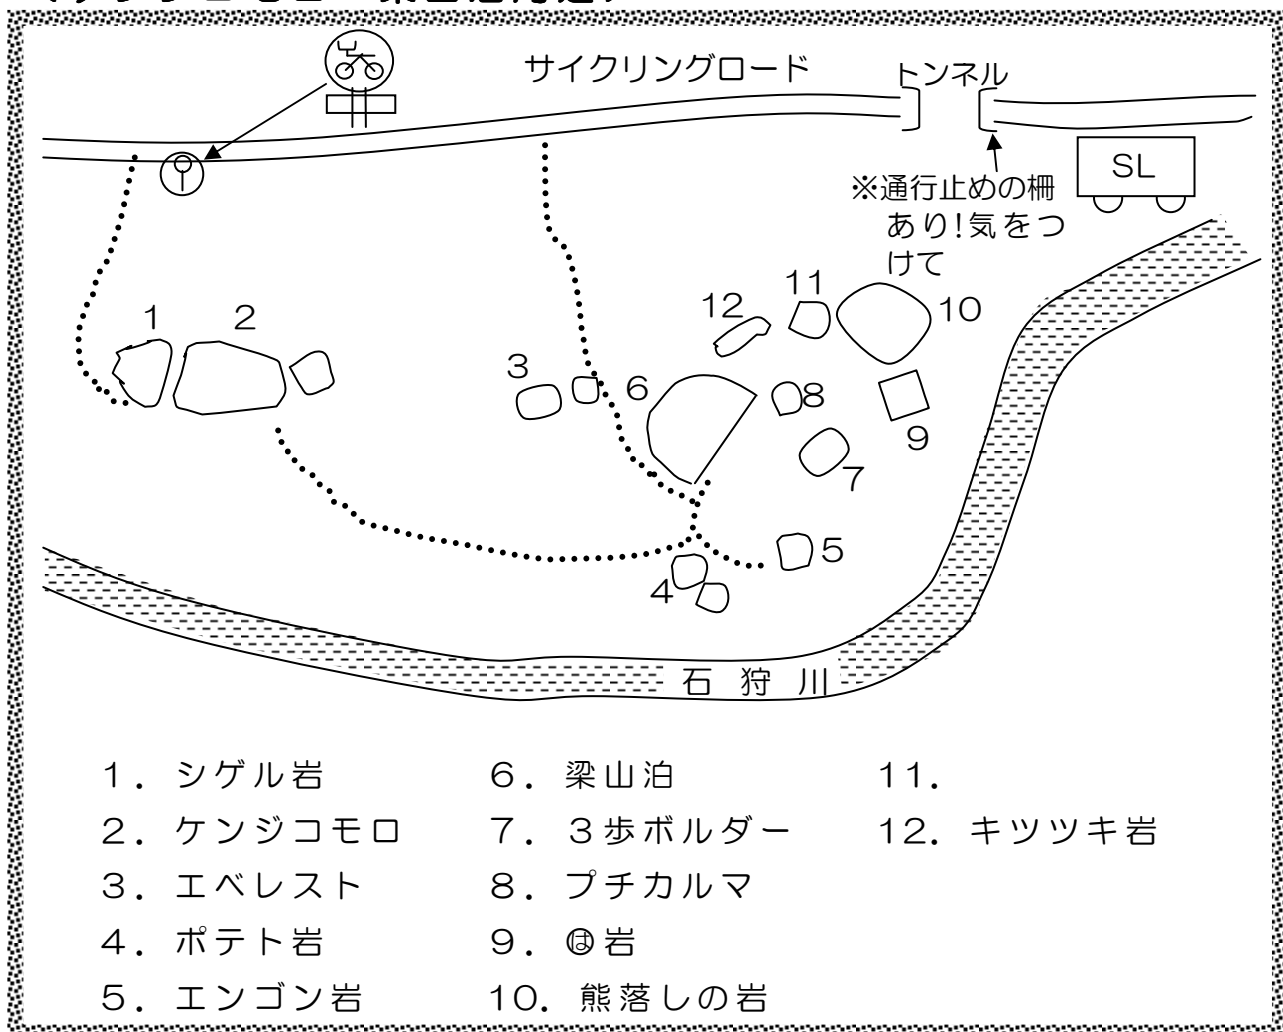 サイクリングロード
トンネル
SL
※通行止めの柵
あり!気をつ
けて
1
2
3
4
5
6
7
8
9
10
11
12
石狩川
1. シゲル岩
2. ケンジコモロ
3. エベレスト
4. ポテト岩
5. エンゴン岩
6. 梁山泊
7. 3歩ボルダー
8. プチカルマ
9. ㋩岩
10. 熊落しの岩
11.
12. キツツキ岩